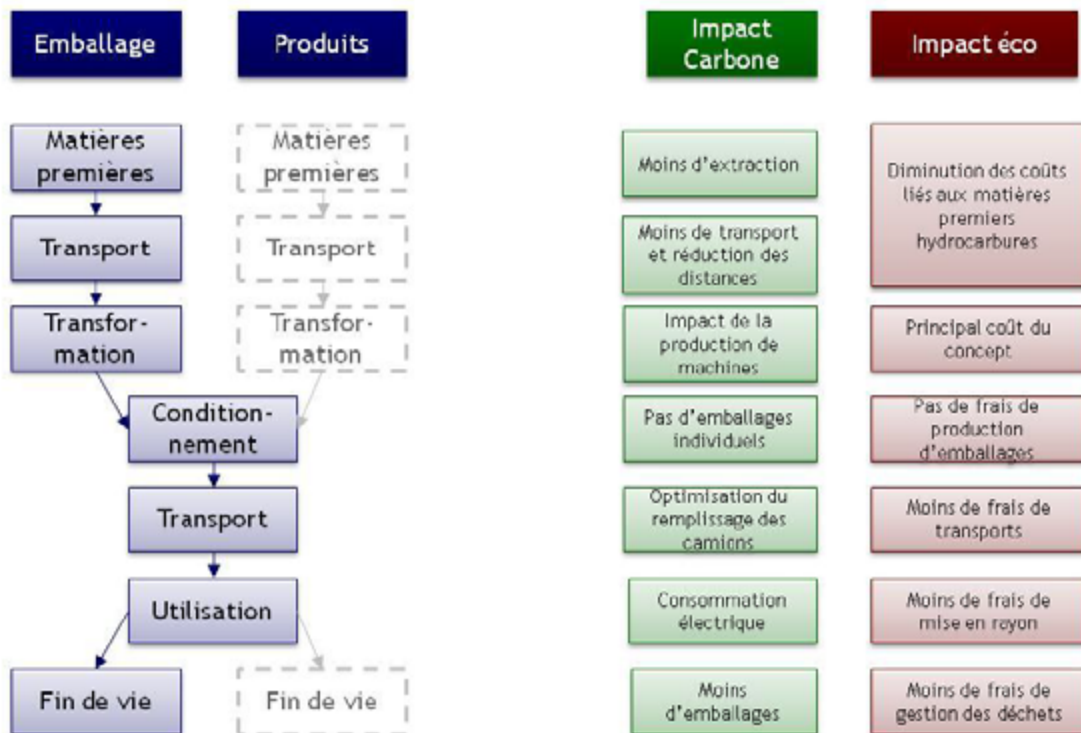 Emballage
Produits
Impact
Carbone
Impact éco
Matières
premières
Matières
premières
Moins d'extraction
Diminution des coûts
liés aux matières
premiers
hydrocarbures
Transport
Transport
Moins de transport
et réduction des
distances
Transfor-
mation
Transfor-
mation
Impact de la
production de
machines
Principal coût du
concept
Condition-
nement
Pas d'emballages
individuels
Pas de frais de
production
d'emballages
Transport
Optimisation du
remplissage des
camions
Moins de frais de
transports
Utilisation
Consommation
électrique
Moins de frais de
mise en rayon
Fin de vie
Fin de vie
Moins
d'emballages
Moins de frais de
gestion des déchets